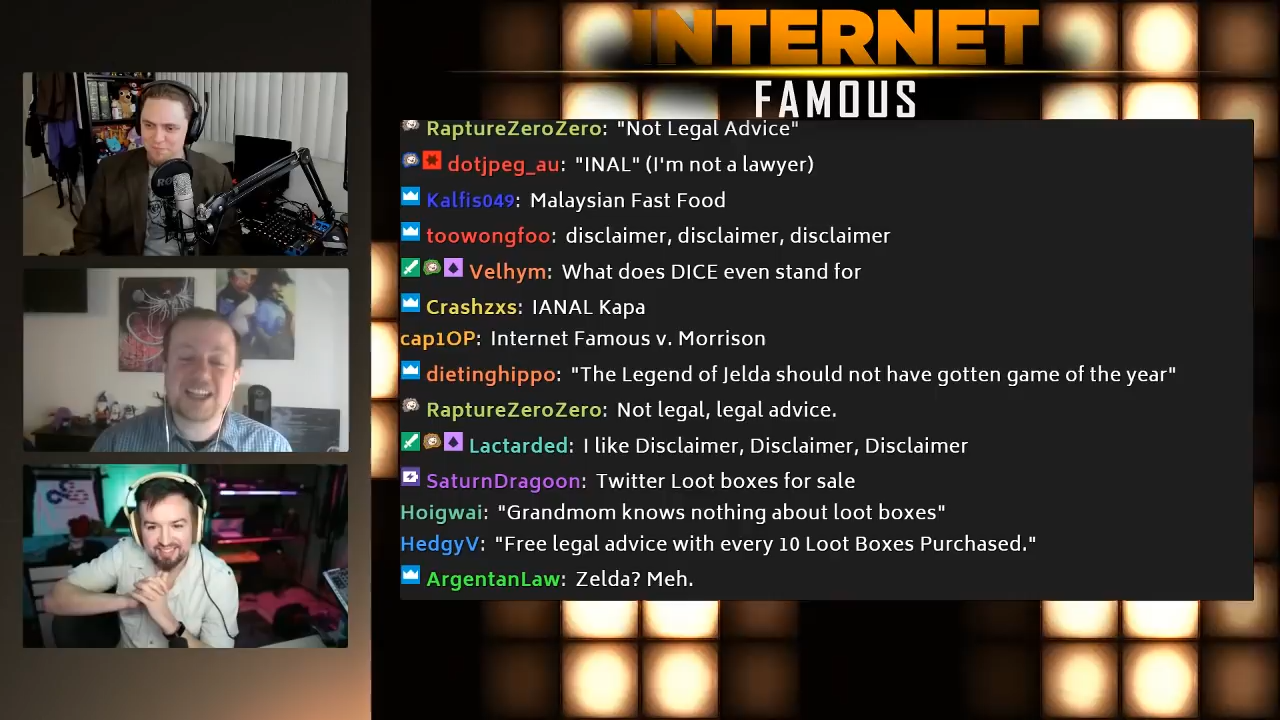 INTERNET
FAMOUS
RaptureZeroZero: "Not Legal Advice"
dotjpeg_au: "INAL" (I'm not a lawyer)
Kalfis049: Malaysian Fast Food
toowongfoo: disclaimer, disclaimer, disclaimer
Velhym: What does DICE even stand for
Crashzxs: IANAL Kapa
cap1OP: Internet Famous v. Morrison
dietinghippo: "The Legend of Jelda should not have gotten game of the year"
RaptureZeroZero: Not legal, legal advice.
Lactarded: I like Disclaimer, Disclaimer, Disclaimer
SaturnDragoon: Twitter Loot boxes for sale
Hoigwai: "Grandmom knows nothing about loot boxes"
HedgyV: "Free legal advice with every 10 Loot Boxes Purchased."
ArgentanLaw: Zelda? Meh.